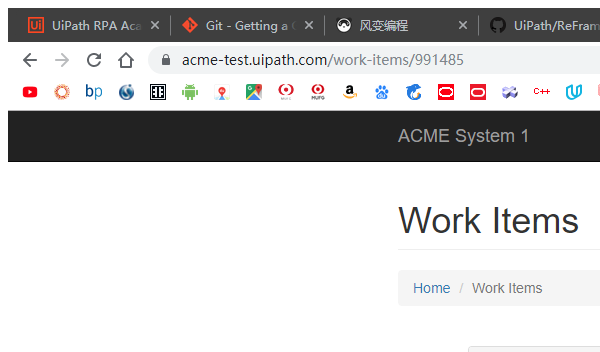 UiPath RPA Aca
Git - Getting a
风变编程
UiPath/ReFram
acme-test.uipath.com/work-items/991485
bp
MUFG
C++
ACME System 1
Work Items
Home / Work Items